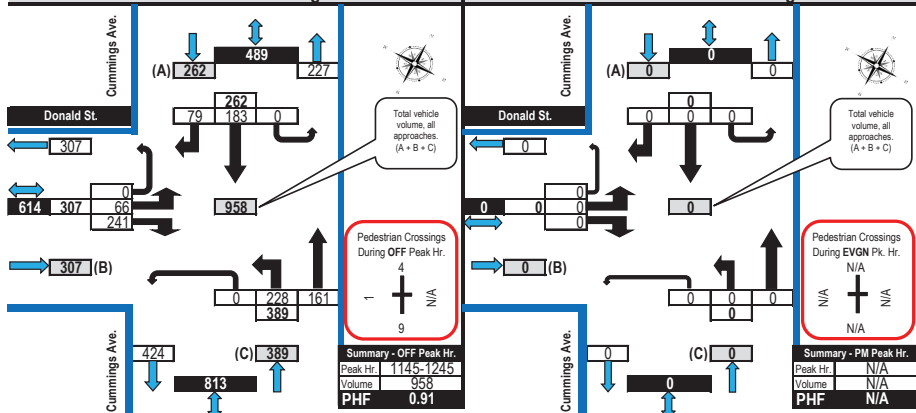 Cummings Ave.
489
(A) 262
227
262
79 183 0
Donald St.
307
Total vehicle
volume, all
approaches.
(A + B + C)
0
614 307 66
241
958
307 (B)
Pedestrian Crossings
During OFF Peak Hr.
4
1
N/A
9
0 228 161
389
Cummings Ave.
424
(C) 389
813
Summary - OFF Peak Hr.
Peak Hr. 1145-1245
Volume 958
PHF 0.91
Cummings Ave.
0
(A) 0
0
0
0 0 0
Donald St.
0
Total vehicle
volume, all
approaches.
(A + B + C)
0
0 0 0
0
0
0 (B)
Pedestrian Crossings
During EVGN Pk. Hr.
N/A
N/A
N/A
N/A
0 0 0
0
Cummings Ave.
0
(C) 0
0
Summary - PM Peak Hr.
Peak Hr. N/A
Volume N/A
PHF N/A